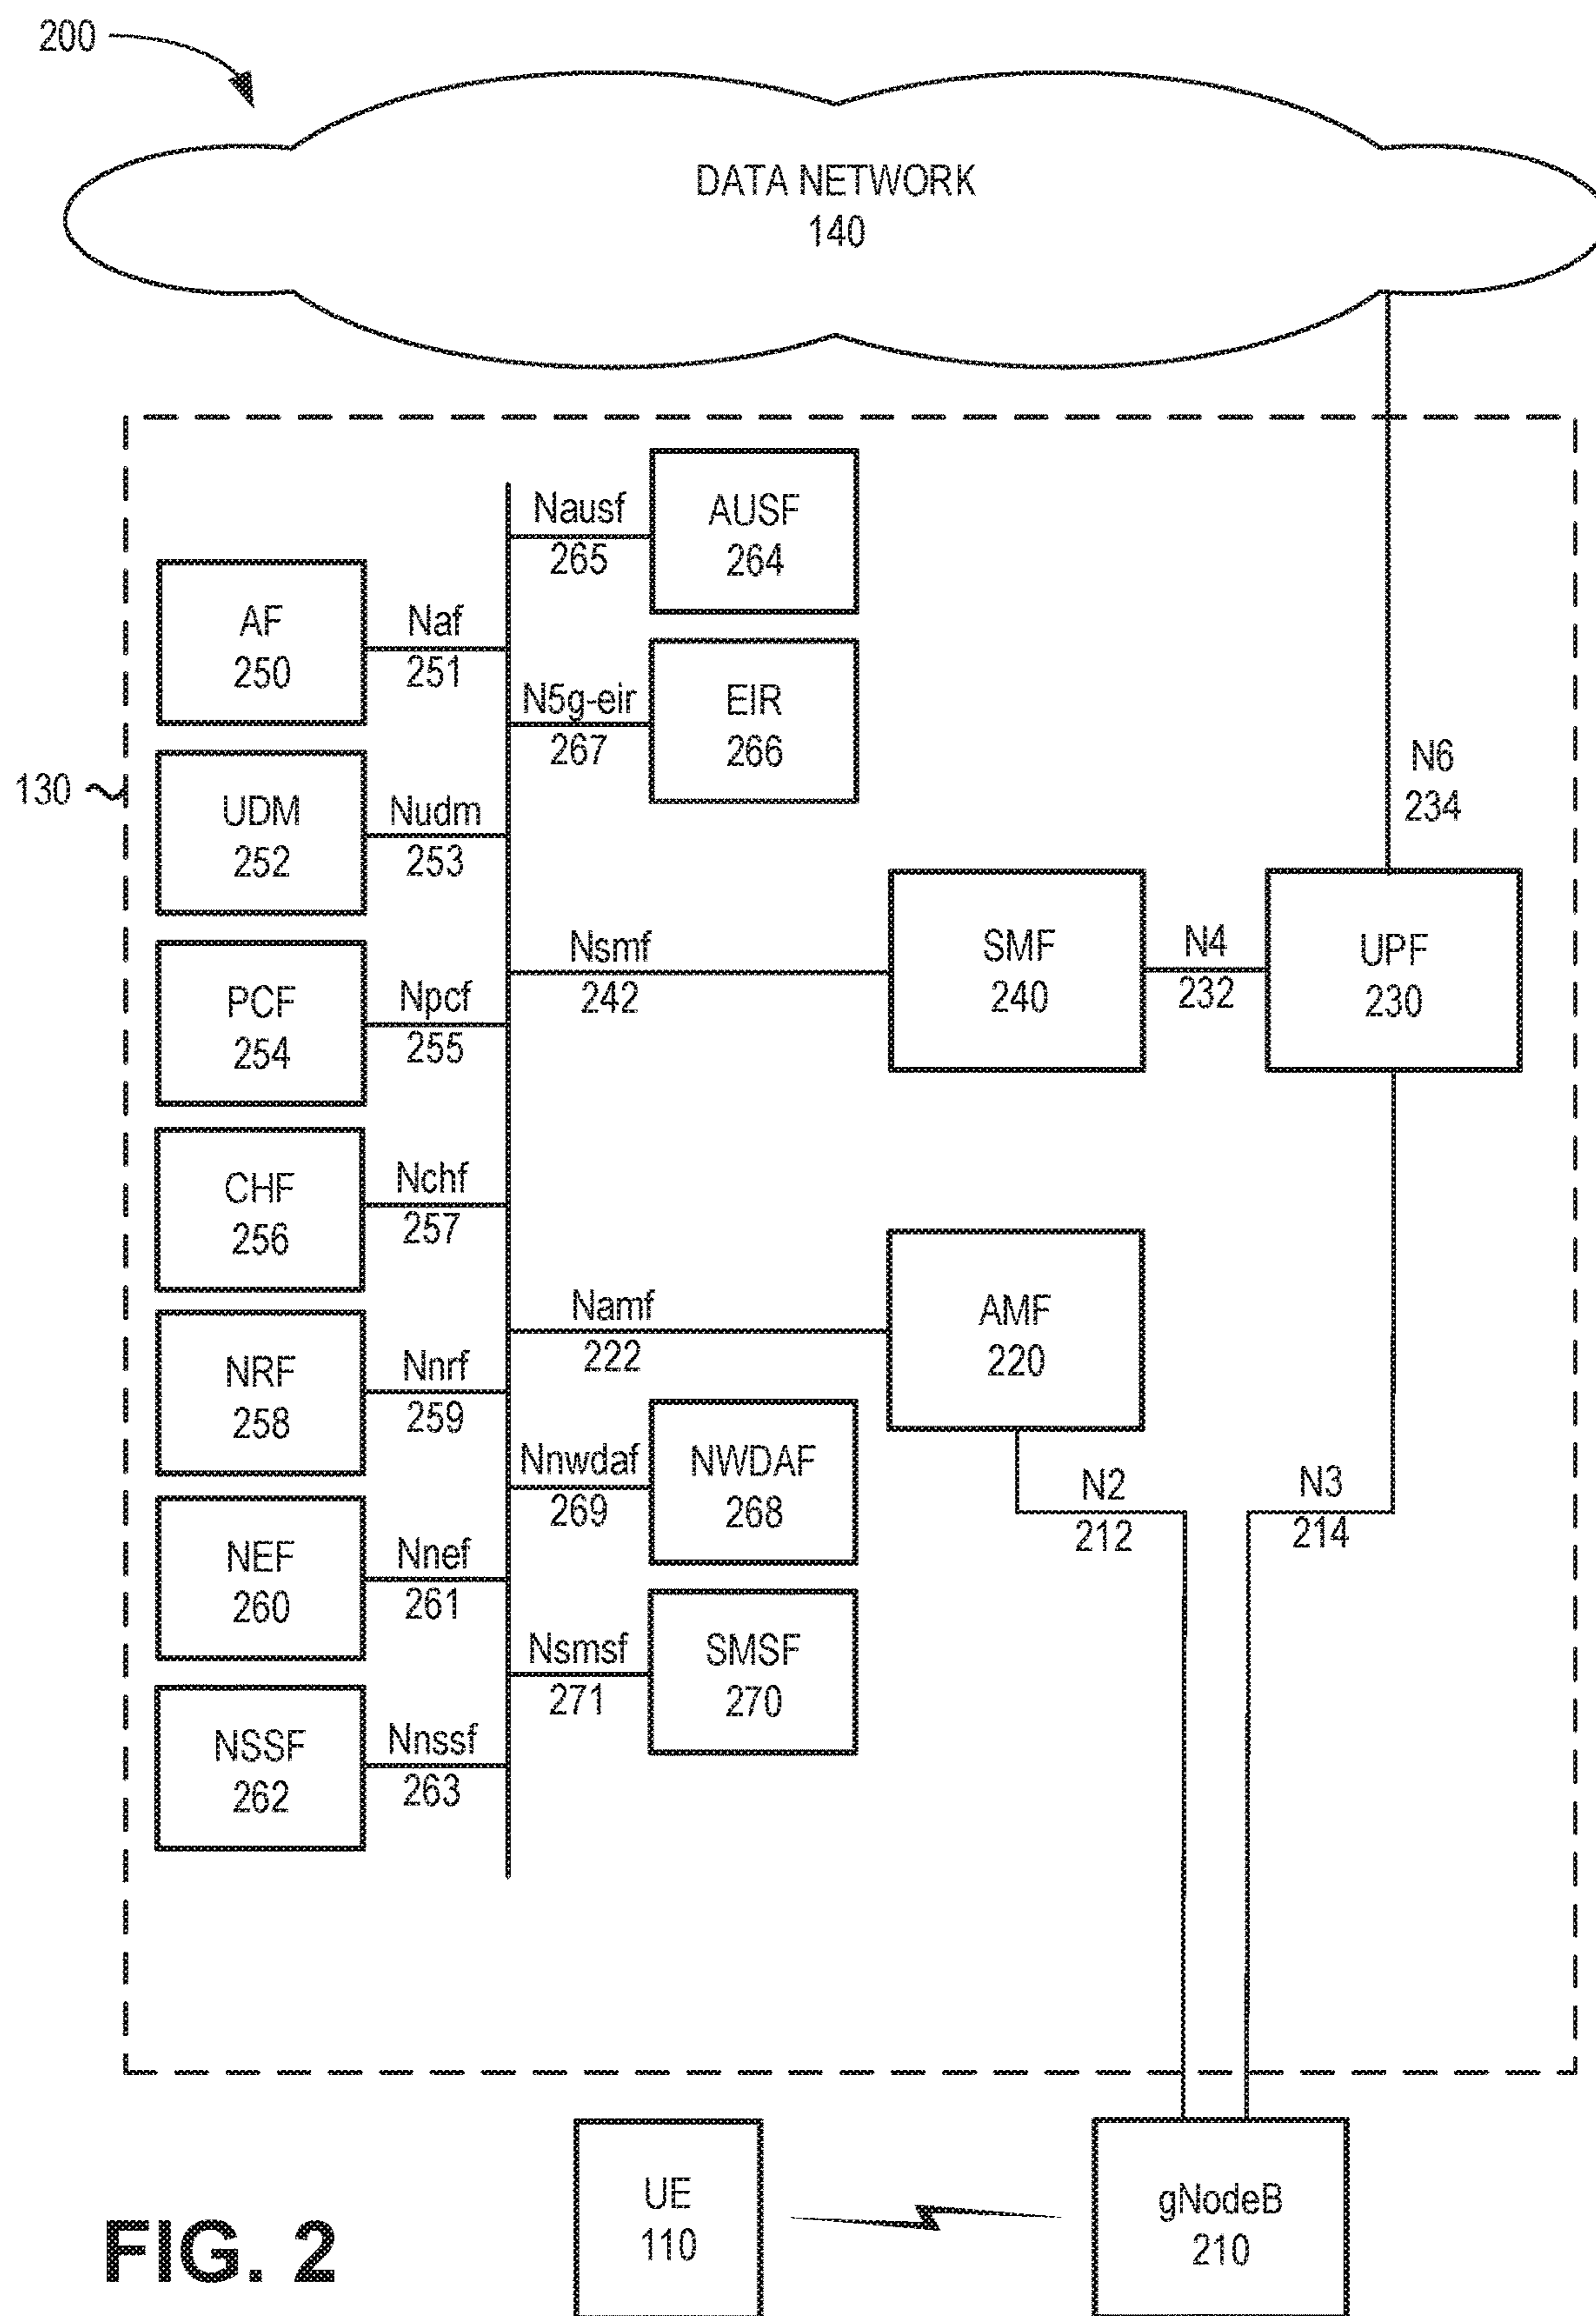 200
DATA NETWORK
140
Nausf
265
AUSF
264
AF
250
Naf
251
N5g-eir
267
EIR
266
130
UDM
252
Nudm
253
N6
234
PCF
254
Npcf
255
Nsmf
242
SMF
240
N4
232
UPF
230
CHF
256
Nchf
257
Namf
222
AMF
220
NRF
258
Nnrf
259
Nnwdaf
269
NWDAF
268
N2
212
N3
214
NEF
260
Nnef
261
Nsmsf
271
SMSF
270
NSSF
262
Nnssf
263
UE
110
gNodeB
210
FIG. 2